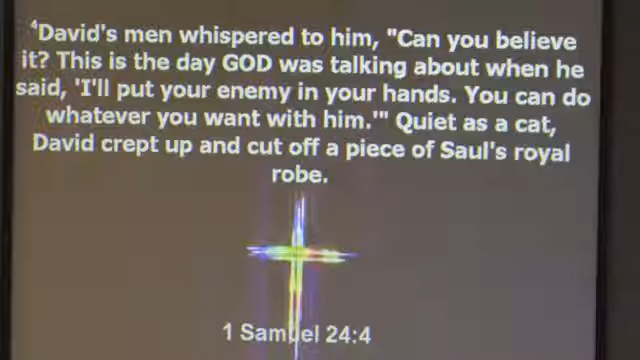 ⁴David's men whispered to him, "Can you believe
it? This is the day GOD was talking about when he
said, 'I'll put your enemy in your hands. You can do
whatever you want with him.'" Quiet as a cat,
David crept up and cut off a piece of Saul's royal
robe.
1 Samuel 24:4